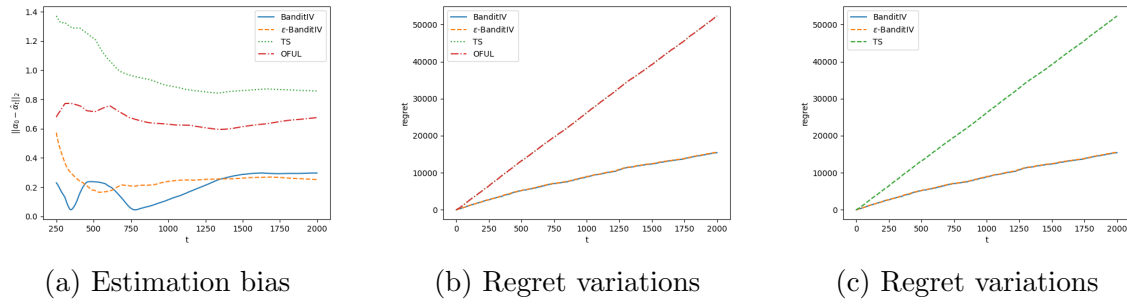 1.4
1.2
1.0
0.8
0.6
0.4
0.2
0.0
||α₀ − α̂ₜ||₂
BanditIV
ε-BanditIV
TS
OFUL
250 500 750 1000 1250 1500 1750 2000
t
(a) Estimation bias
50000
40000
30000
20000
10000
0
regret
BanditIV
ε-BanditIV
TS
OFUL
0 250 500 750 1000 1250 1500 1750 2000
t
(b) Regret variations
50000
40000
30000
20000
10000
0
regret
BanditIV
ε-BanditIV
TS
0 250 500 750 1000 1250 1500 1750 2000
t
(c) Regret variations